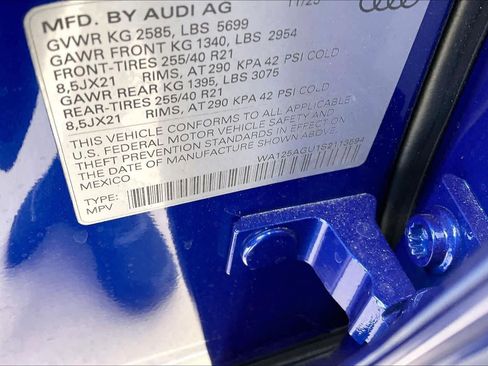 MFD. BY AUDI AG 11/25
GVWR KG 2585, LBS 5699
GAWR FRONT KG 1340, LBS 2954
FRONT-TIRES 255/40 R21
8,5JX21 RIMS, AT 290 KPA 42 PSI COLD
GAWR REAR KG 1395, LBS 3075
REAR-TIRES 255/40 R21
8,5JX21 RIMS, AT 290 KPA 42 PSI COLD
THIS VEHICLE CONFORMS TO ALL APPLICABLE
U.S. FEDERAL MOTOR VEHICLE SAFETY AND
THEFT PREVENTION STANDARDS IN EFFECT ON
THE DATE OF MANUFACTURE SHOWN ABOVE.
MEXICO WA125AGU1S2113594
TYPE:
MPV